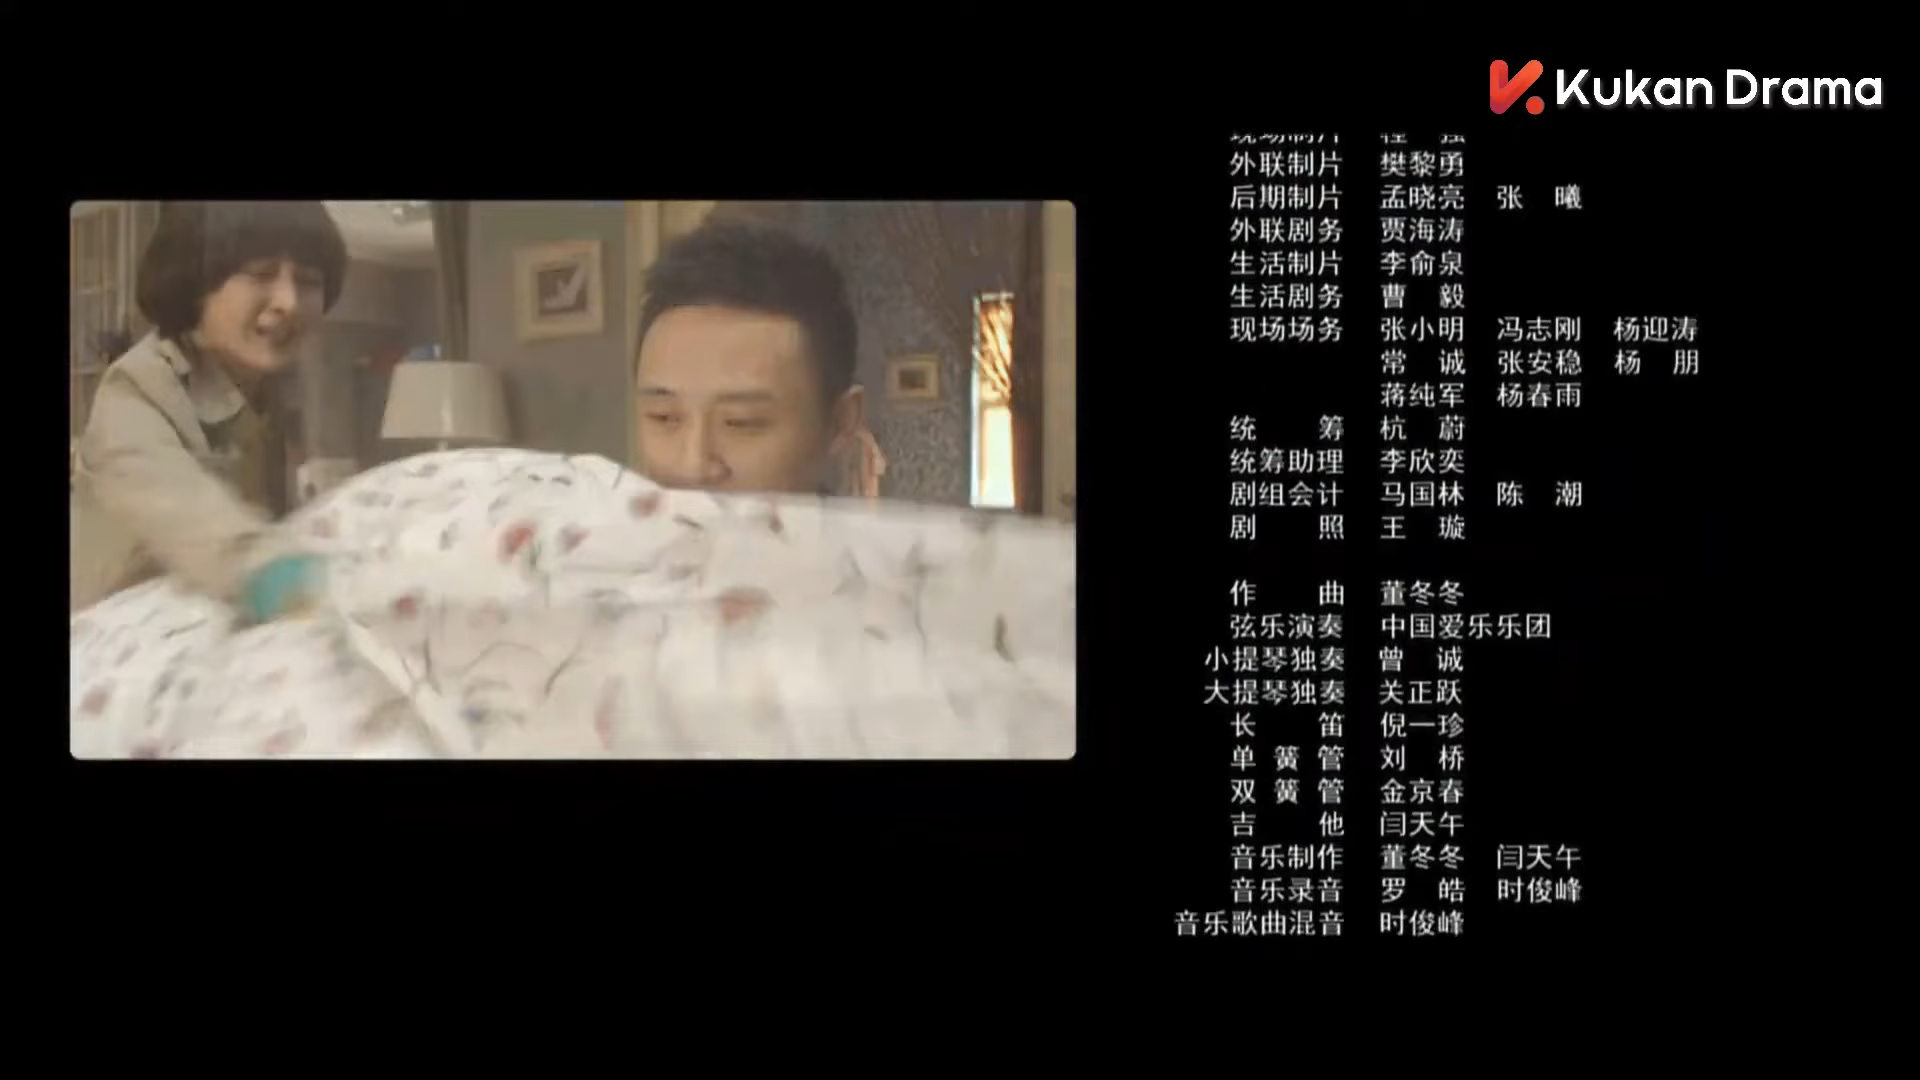 Kukan Drama
外联制片 樊黎勇
后期制片 孟晓亮 张 曦
外联剧务 贾海涛
生活制片 李俞泉
生活剧务 曹 毅
现场场务 张小明 冯志刚 杨迎涛
常 诚 张安稳 杨 朋
蒋纯军 杨春雨
统 筹 杭 蔚
统筹助理 李欣奕
剧组会计 马国林 陈 潮
剧 照 王 璇
作 曲 董冬冬
弦乐演奏 中国爱乐乐团
小提琴独奏 曾 诚
大提琴独奏 关正跃
长 笛 倪一珍
单 簧 管 刘 桥
双 簧 管 金京春
吉 他 闫天午
音乐制作 董冬冬 闫天午
音乐录音 罗 皓 时俊峰
音乐歌曲混音 时俊峰